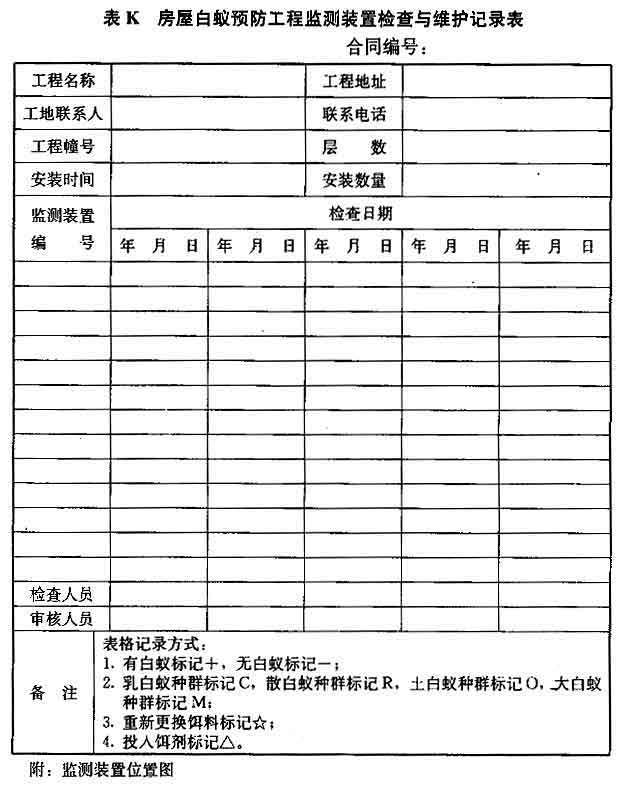 表 K 房屋白蚁预防工程监测装置检查与维护记录表
合同编号：
工程名称 工程地址
工地联系人 联系电话
工程幢号 层 数
安装时间 安装数量
监测装置 检查日期
编 号 年 月 日 年 月 日 年 月 日 年 月 日 年 月 日
检查人员
审核人员
表格记录方式：
1. 有白蚁标记＋，无白蚁标记－；
备 注 2. 乳白蚁种群标记C，散白蚁种群标记R，土白蚁种群标记O，大白蚁
种群标记M；
3. 重新更换饵料标记☆；
4. 投入饵剂标记△。
附：监测装置位置图